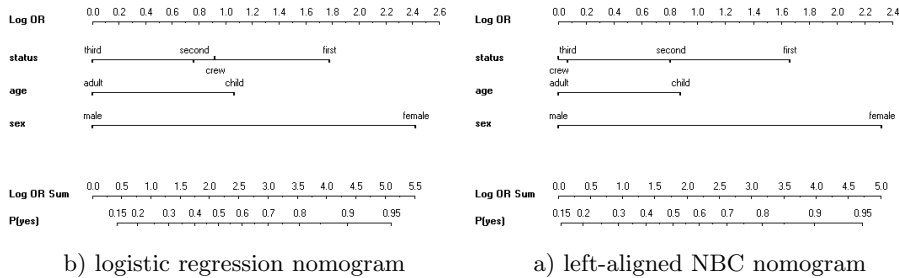 Log OR 0.0 0.2 0.4 0.6 0.8 1.0 1.2 1.4 1.6 1.8 2.0 2.2 2.4 2.6
third second first
status
crew
adult child
age
male female
sex
Log OR Sum 0.0 0.5 1.0 1.5 2.0 2.5 3.0 3.5 4.0 4.5 5.0 5.5
P(yes) 0.15 0.2 0.3 0.4 0.5 0.6 0.7 0.8 0.9 0.95
b) logistic regression nomogram
Log OR 0.0 0.2 0.4 0.6 0.8 1.0 1.2 1.4 1.6 1.8 2.0 2.2 2.4
third second first
status
crew
adult child
age
male female
sex
Log OR Sum 0.0 0.5 1.0 1.5 2.0 2.5 3.0 3.5 4.0 4.5 5.0
P(yes) 0.15 0.2 0.3 0.4 0.5 0.6 0.7 0.8 0.9 0.95
a) left-aligned NBC nomogram